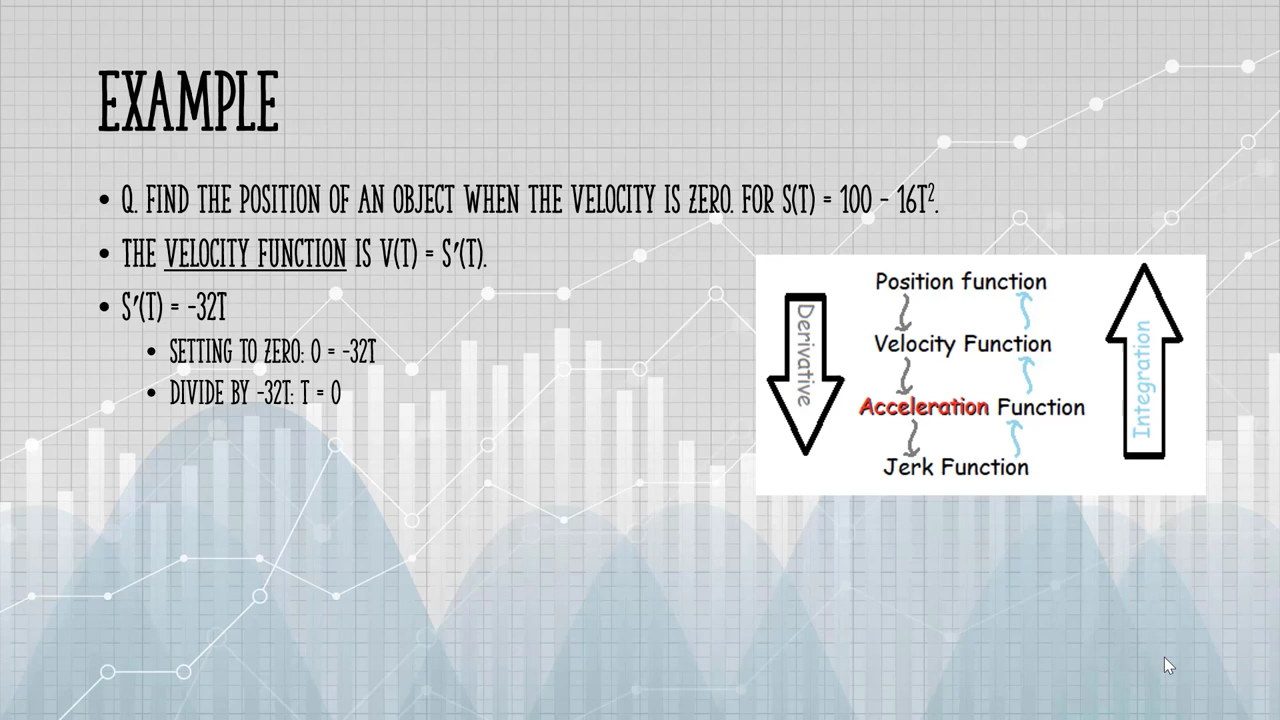 EXAMPLE
• Q. FIND THE POSITION OF AN OBJECT WHEN THE VELOCITY IS ZERO. FOR S(T) = 100 – 16T².
• THE VELOCITY FUNCTION IS V(T) = S′(T).
• S′(T) = -32T
• SETTING TO ZERO: 0 = -32T
• DIVIDE BY -32T: T = 0
Derivative
Position function
Velocity Function
Acceleration Function
Jerk Function
Integration